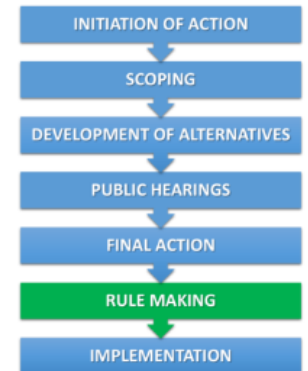 INITIATION OF ACTION
SCOPING
DEVELOPMENT OF ALTERNATIVES
PUBLIC HEARINGS
FINAL ACTION
RULE MAKING
IMPLEMENTATION